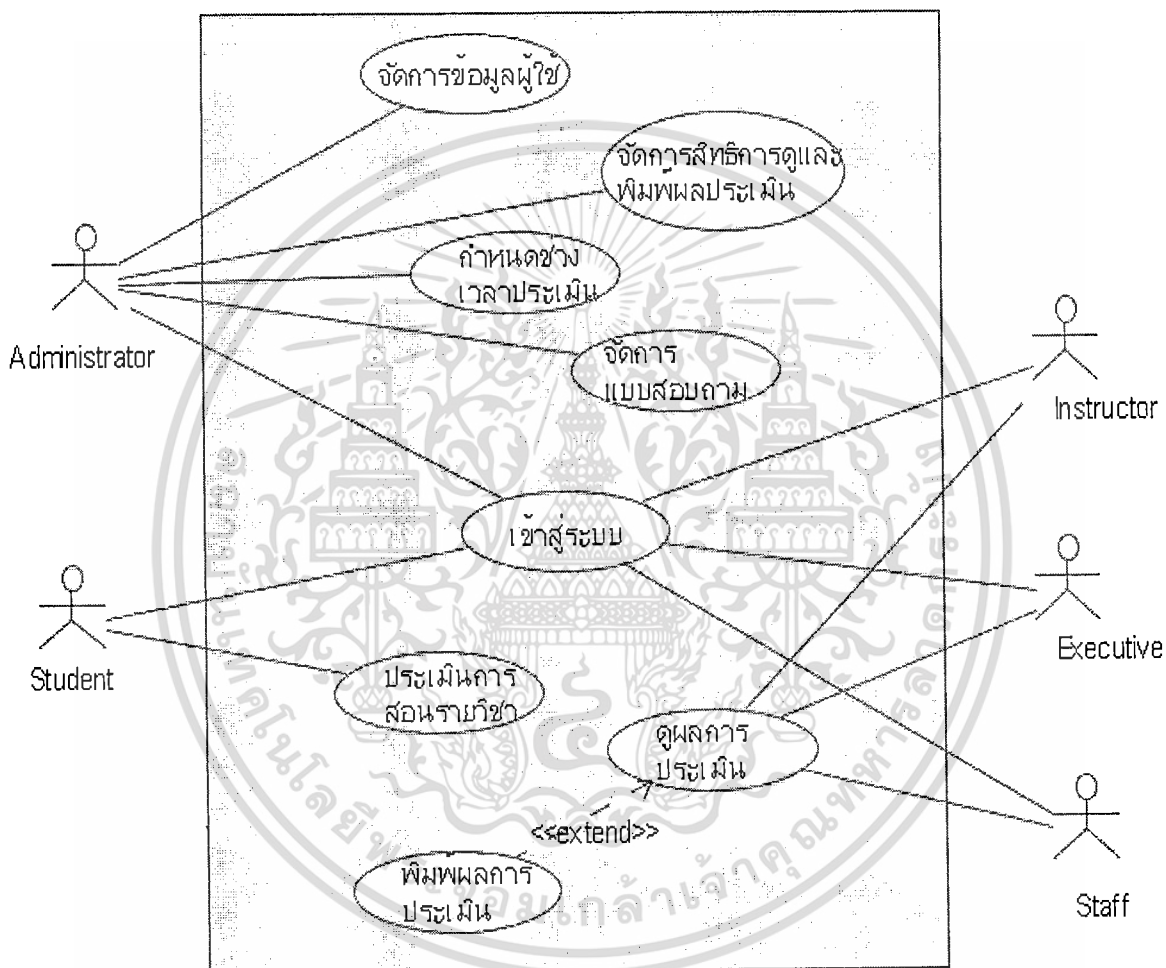 จัดการข้อมูลผู้ใช้
จัดการสิทธิการดูและ
พิมพ์ผลประเมิน
กำหนดช่วง
เวลาประเมิน
จัดการ
แบบสอบถาม
Administrator
Instructor
เข้าสู่ระบบ
Student
Executive
ประเมินการ
สอนรายวิชา
ดูผลการ
ประเมิน
<<extend>>
พิมพ์ผลการ
ประเมิน
Staff